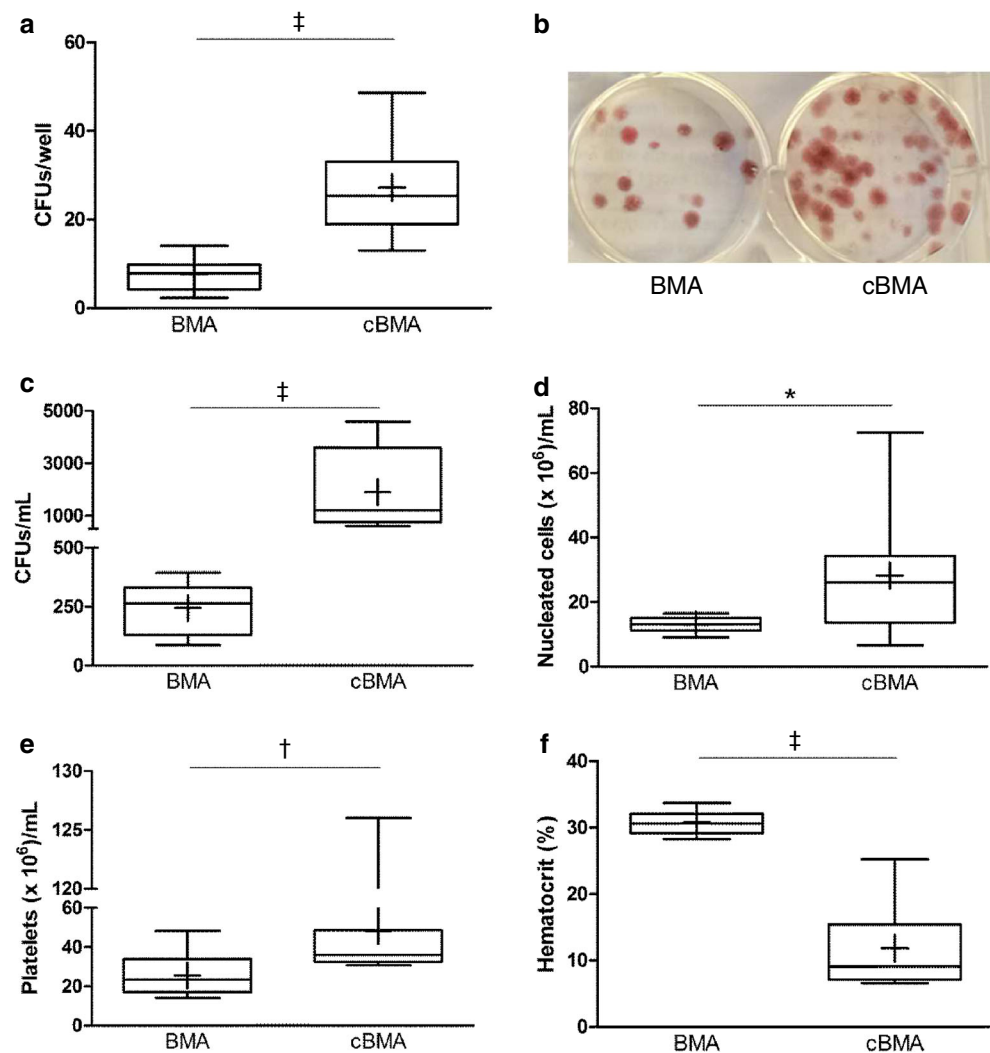 a
‡
60
40
20
0
CFUs/well
BMA
cBMA
b
BMA
cBMA
c
‡
5000
3000
1000
500
250
0
CFUs/mL
BMA
cBMA
d
*
80
60
40
20
0
Nucleated cells (x 10⁶)/mL
BMA
cBMA
e
†
130
125
120
60
40
20
0
Platelets (x 10⁶)/mL
BMA
cBMA
f
‡
40
30
20
10
0
Hematocrit (%)
BMA
cBMA